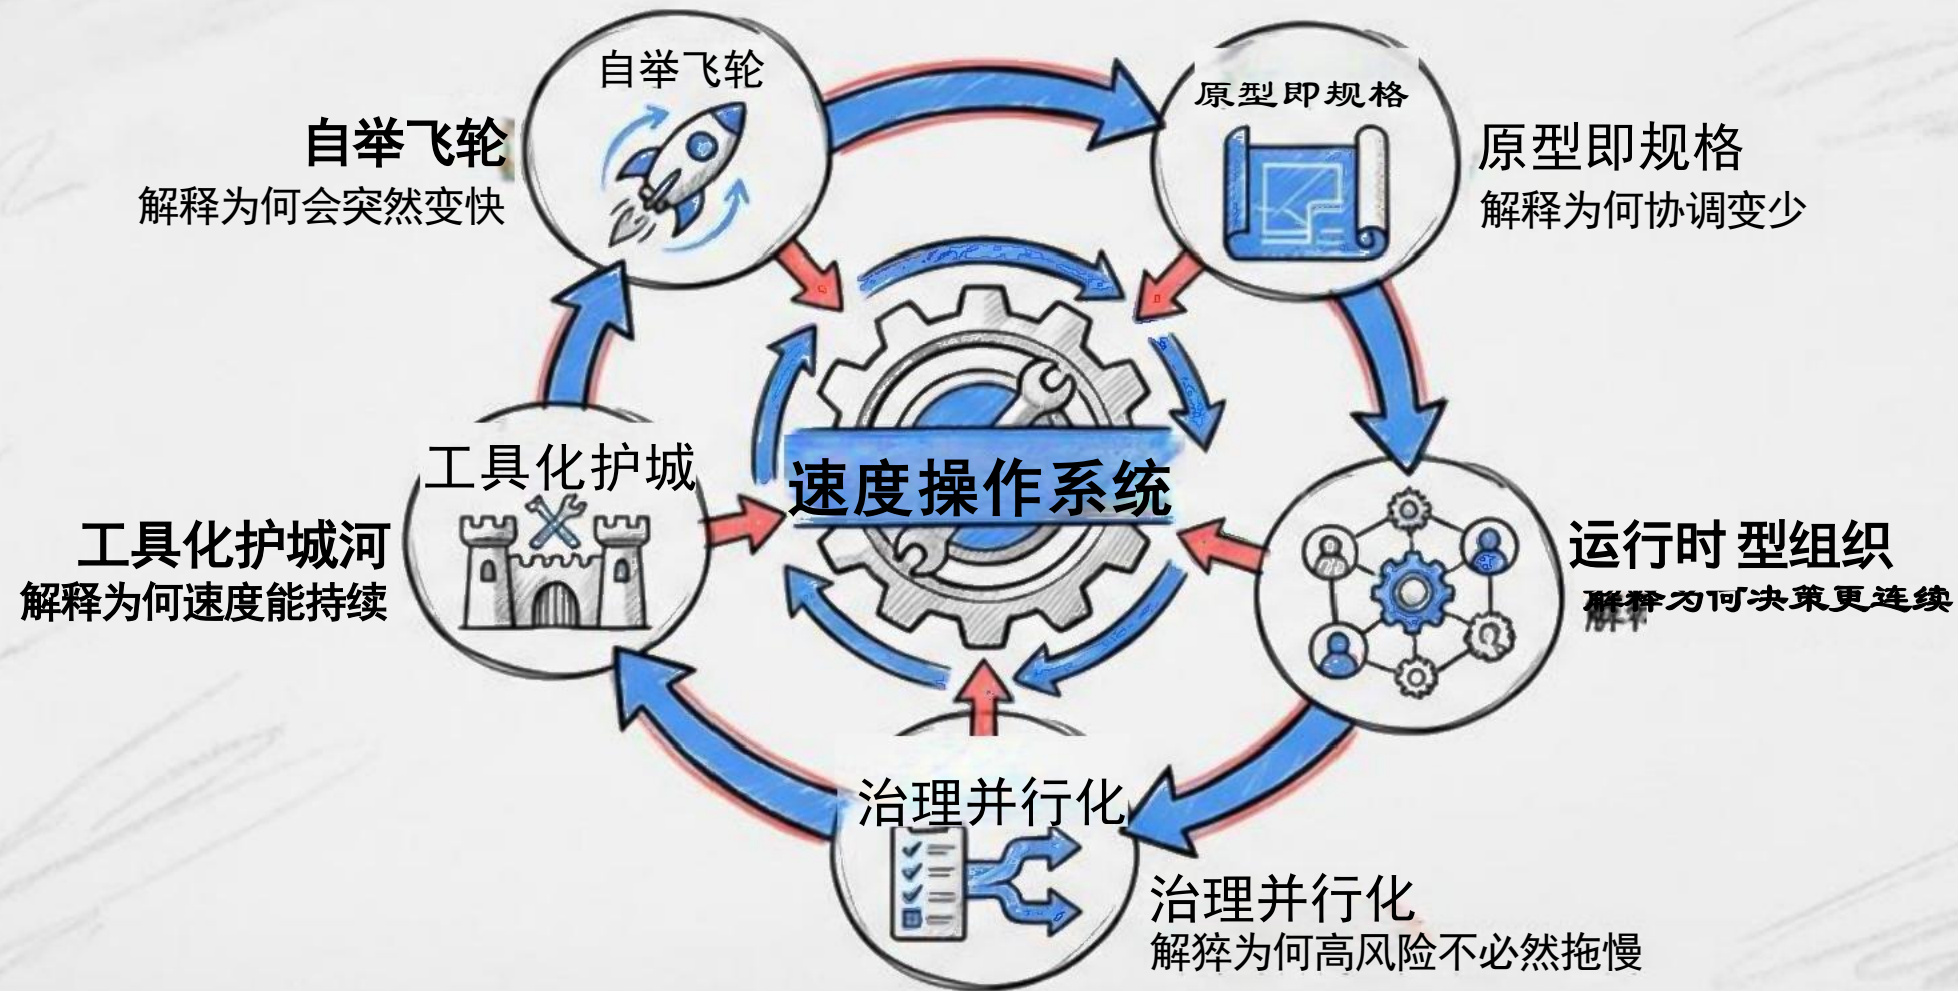 自举飞轮
原型即规格
自举飞轮
解释为何会突然变快
原型即规格
解释为何协调变少
工具化护城
速度操作系统
工具化护城河
解释为何速度能持续
运行时 型组织
解释为何决策更连续
治理并行化
治理并行化
解猝为何高风险不必然拖慢